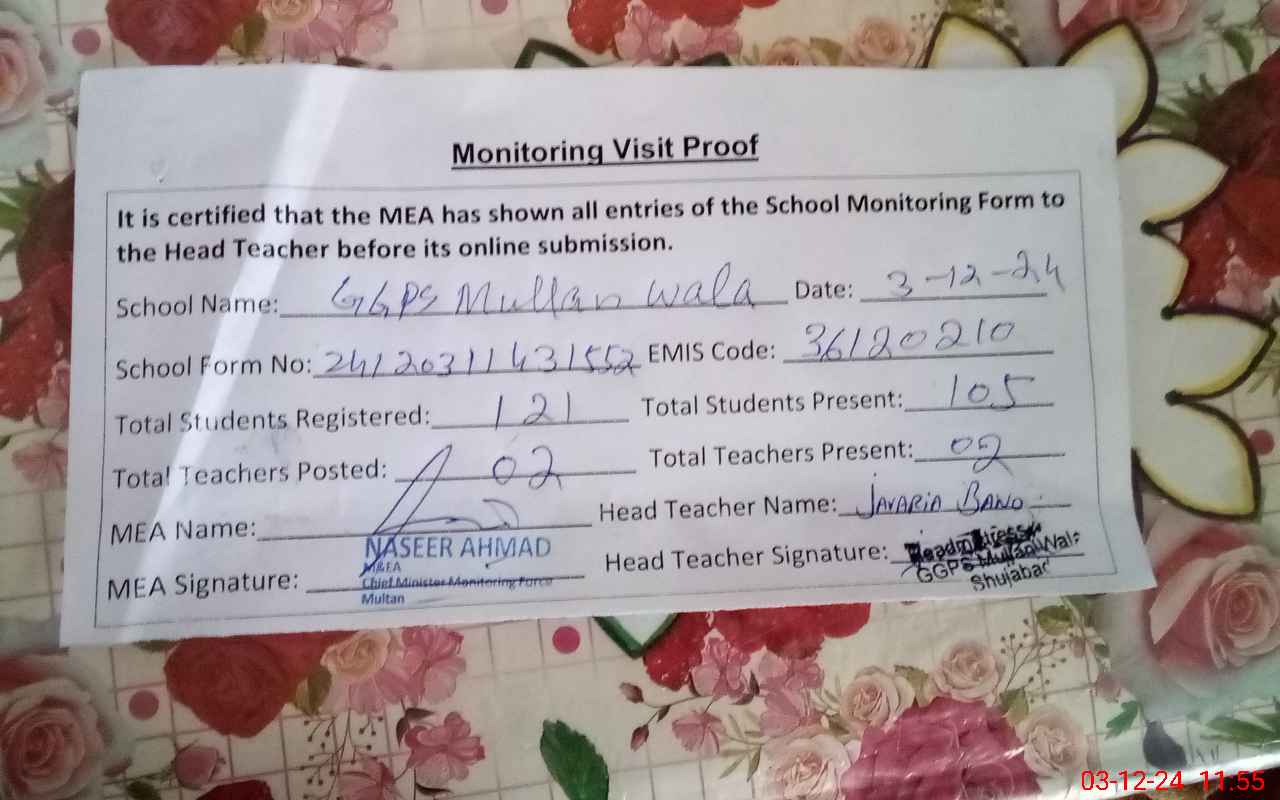 Monitoring Visit Proof
It is certified that the MEA has shown all entries of the School Monitoring Form to
the Head Teacher before its online submission.
School Name: GGPS Mullan wala Date: 3-12-24
School Form No: 24120311431552 EMIS Code: 36120210
Total Students Registered: 121 Total Students Present: 105
Total Teachers Posted: 02 Total Teachers Present: 02
MEA Name: Head Teacher Name: JAVARIA BANO
NASEER AHMAD
MEA Signature: Head Teacher Signature: Headmistress
M&EA
Chief Minister Monitoring Force
GGPS Mullan Wala
Multan
Shujabad
03-12-24 11:55